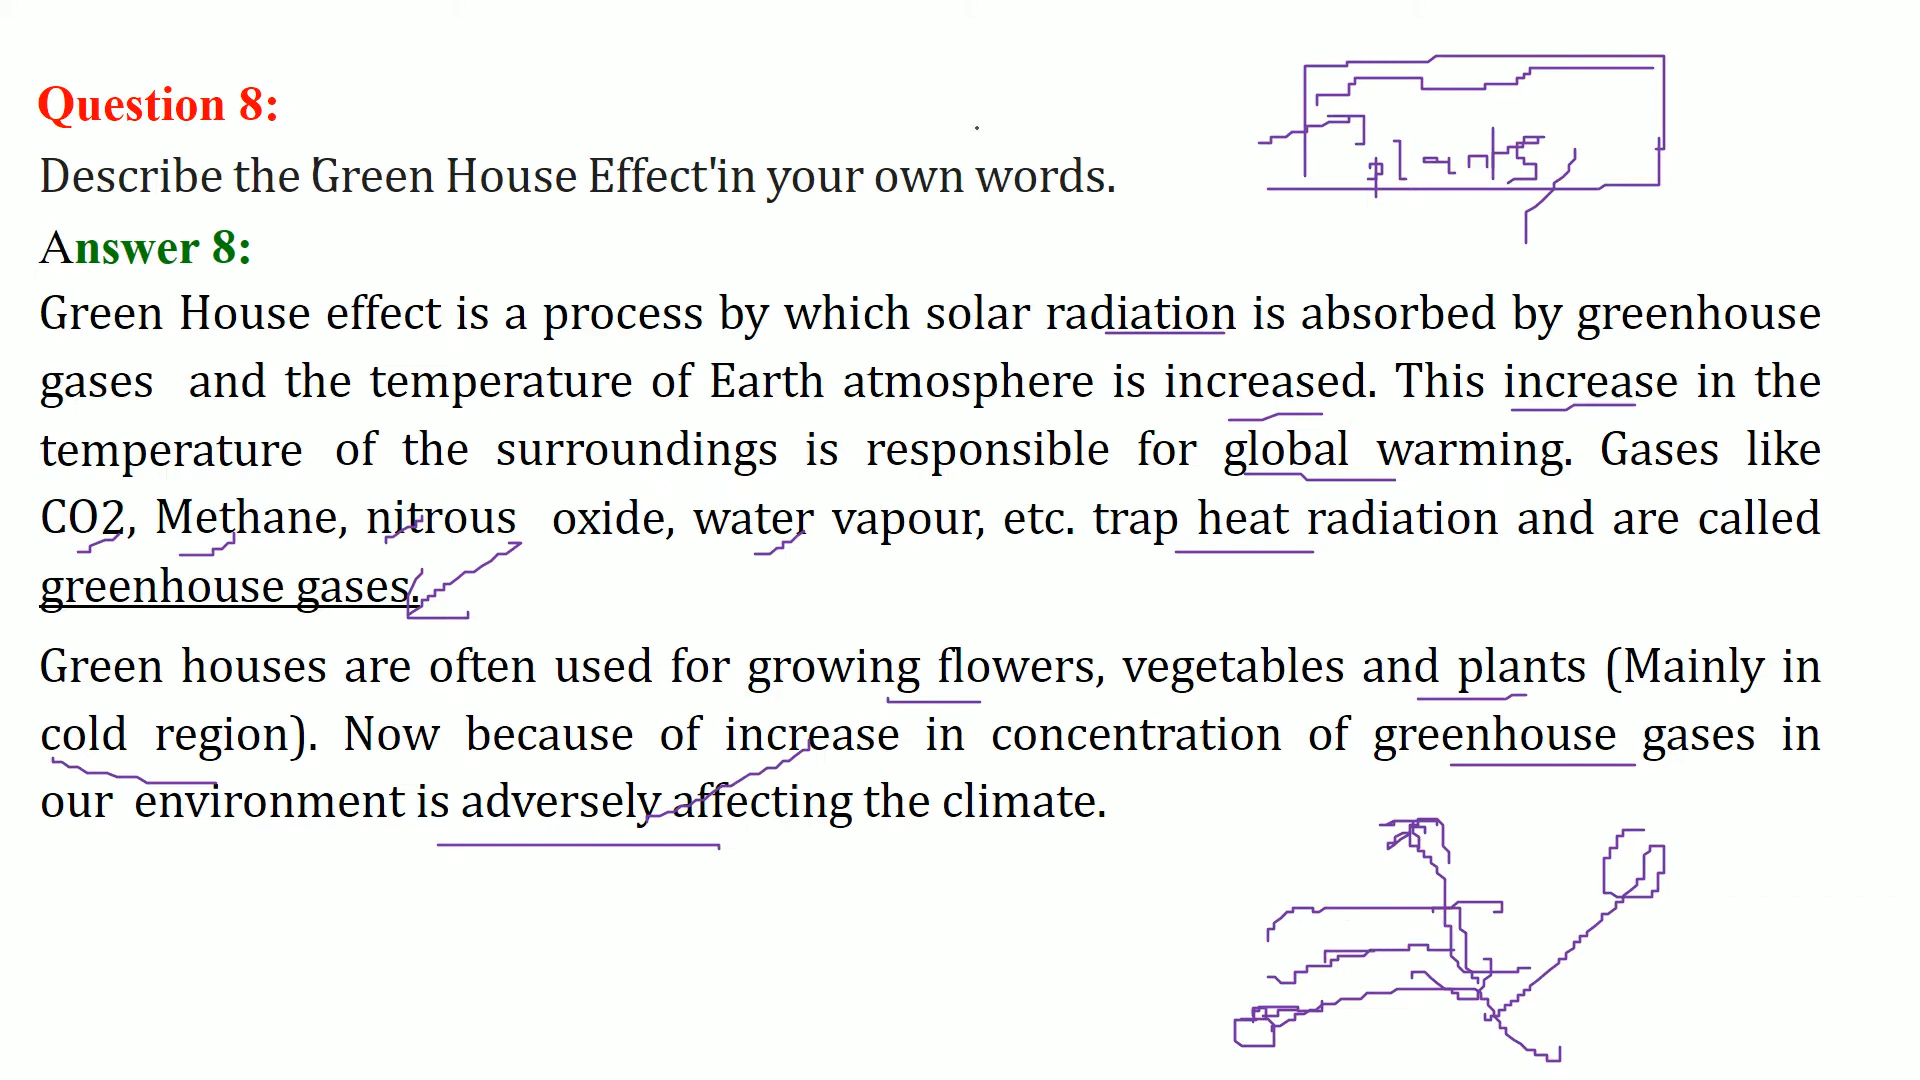 Question 8:
Describe the 'Green House Effect'in your own words.
Answer 8:
Green House effect is a process by which solar radiation is absorbed by greenhouse
gases and the temperature of Earth atmosphere is increased. This increase in the
temperature of the surroundings is responsible for global warming. Gases like
CO2, Methane, nitrous oxide, water vapour, etc. trap heat radiation and are called
greenhouse gases.
Green houses are often used for growing flowers, vegetables and plants (Mainly in
cold region). Now because of increase in concentration of greenhouse gases in
our environment is adversely affecting the climate.